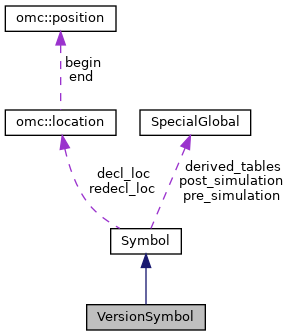 omc::position
begin
end
omc::location
SpecialGlobal
decl_loc
redecl_loc
derived_tables
post_simulation
pre_simulation
Symbol
VersionSymbol